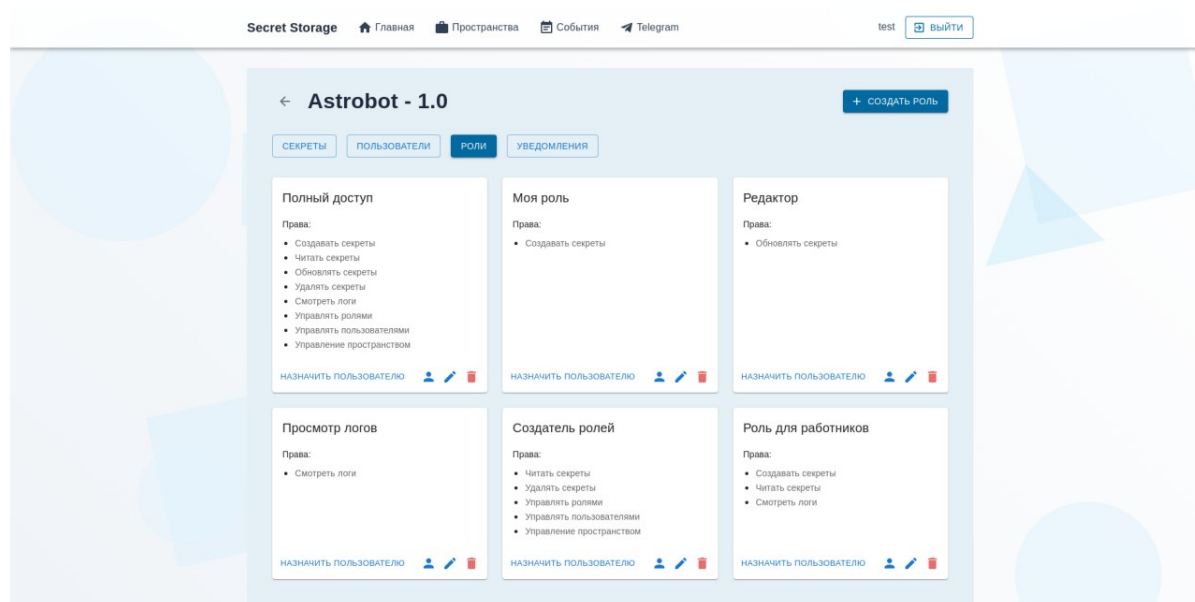 Secret Storage Главная Пространства События Telegram test ВЫЙТИ
← Astrobot - 1.0 + СОЗДАТЬ РОЛЬ
СЕКРЕТЫ ПОЛЬЗОВАТЕЛИ РОЛИ УВЕДОМЛЕНИЯ
Полный доступ
Права:
• Создавать секреты
• Читать секреты
• Обновлять секреты
• Удалять секреты
• Смотреть логи
• Управлять ролями
• Управлять пользователями
• Управление пространством
НАЗНАЧИТЬ ПОЛЬЗОВАТЕЛЮ
Моя роль
Права:
• Создавать секреты
НАЗНАЧИТЬ ПОЛЬЗОВАТЕЛЮ
Редактор
Права:
• Обновлять секреты
НАЗНАЧИТЬ ПОЛЬЗОВАТЕЛЮ
Просмотр логов
Права:
• Смотреть логи
НАЗНАЧИТЬ ПОЛЬЗОВАТЕЛЮ
Создатель ролей
Права:
• Читать секреты
• Удалять секреты
• Управлять ролями
• Управлять пользователями
• Управление пространством
НАЗНАЧИТЬ ПОЛЬЗОВАТЕЛЮ
Роль для работников
Права:
• Создавать секреты
• Читать секреты
• Смотреть логи
НАЗНАЧИТЬ ПОЛЬЗОВАТЕЛЮ